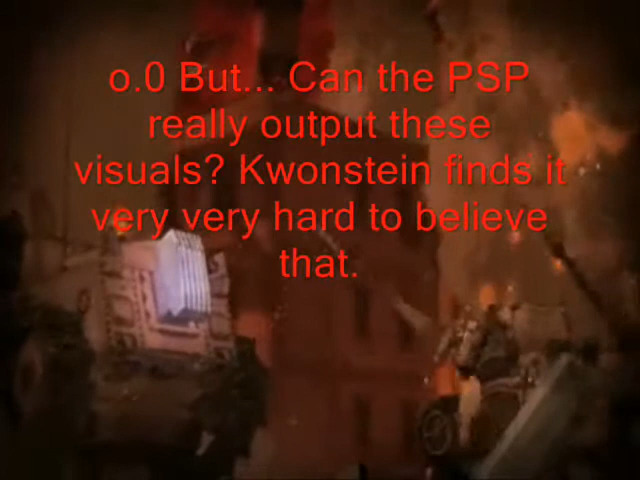 o.0 But... Can the PSP
really output these
visuals? Kwonstein finds it
very very hard to believe
that.